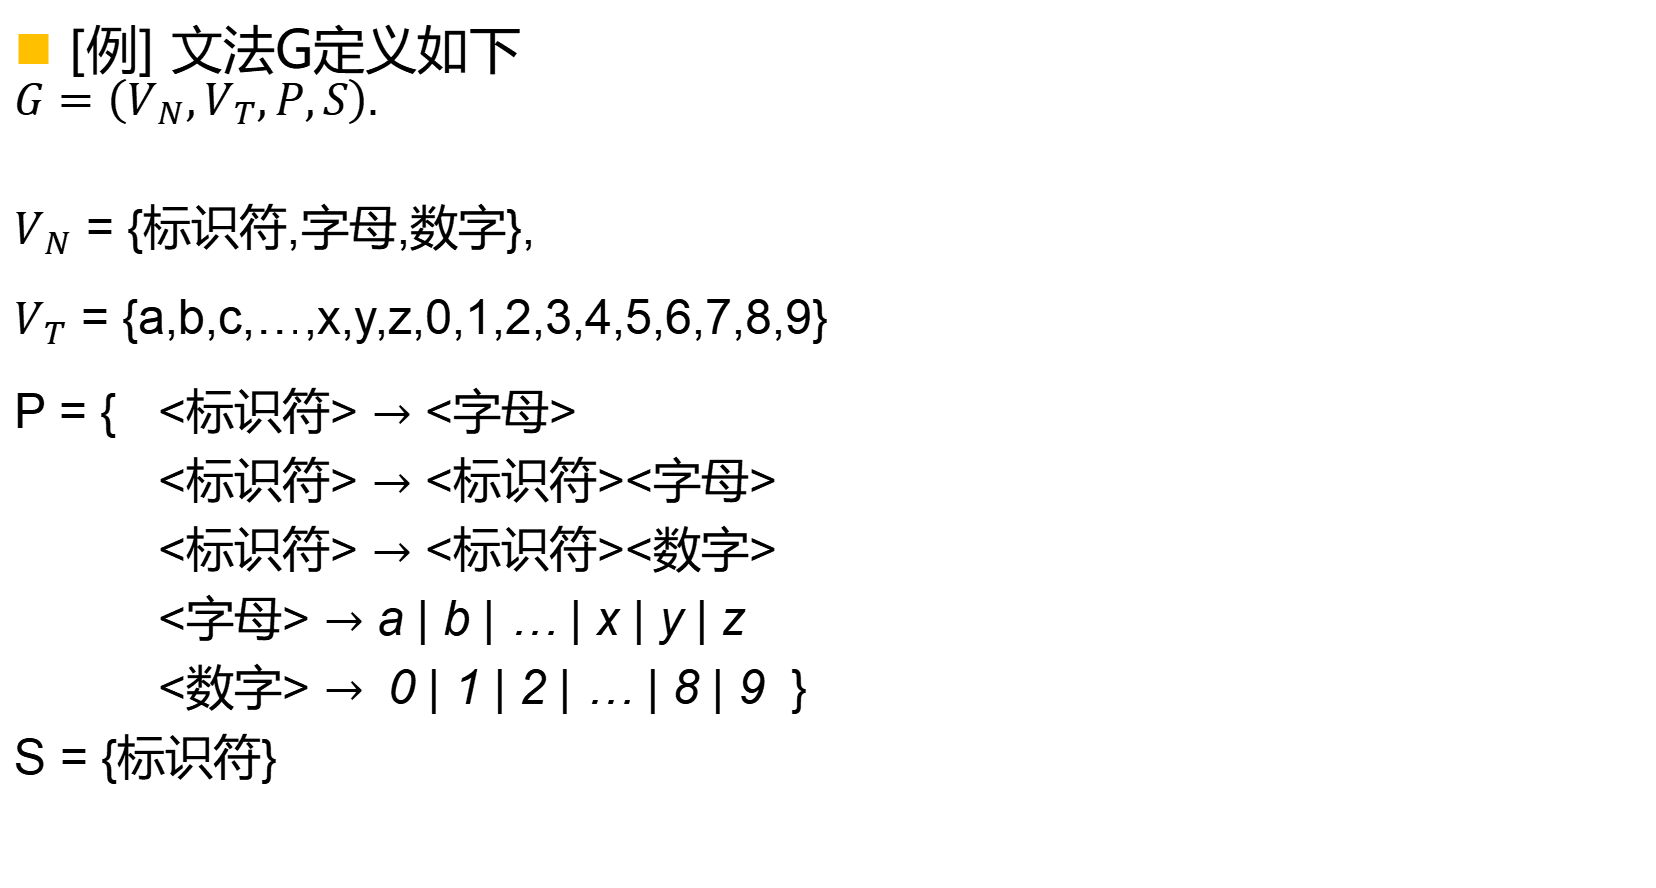 [例] 文法G定义如下
G = (V_N, V_T, P, S).
V_N = {标识符,字母,数字},
V_T = {a,b,c,…,x,y,z,0,1,2,3,4,5,6,7,8,9}
P = { <标识符> → <字母>
<标识符> → <标识符><字母>
<标识符> → <标识符><数字>
<字母> → a | b | … | x | y | z
<数字> → 0 | 1 | 2 | … | 8 | 9 }
S = {标识符}